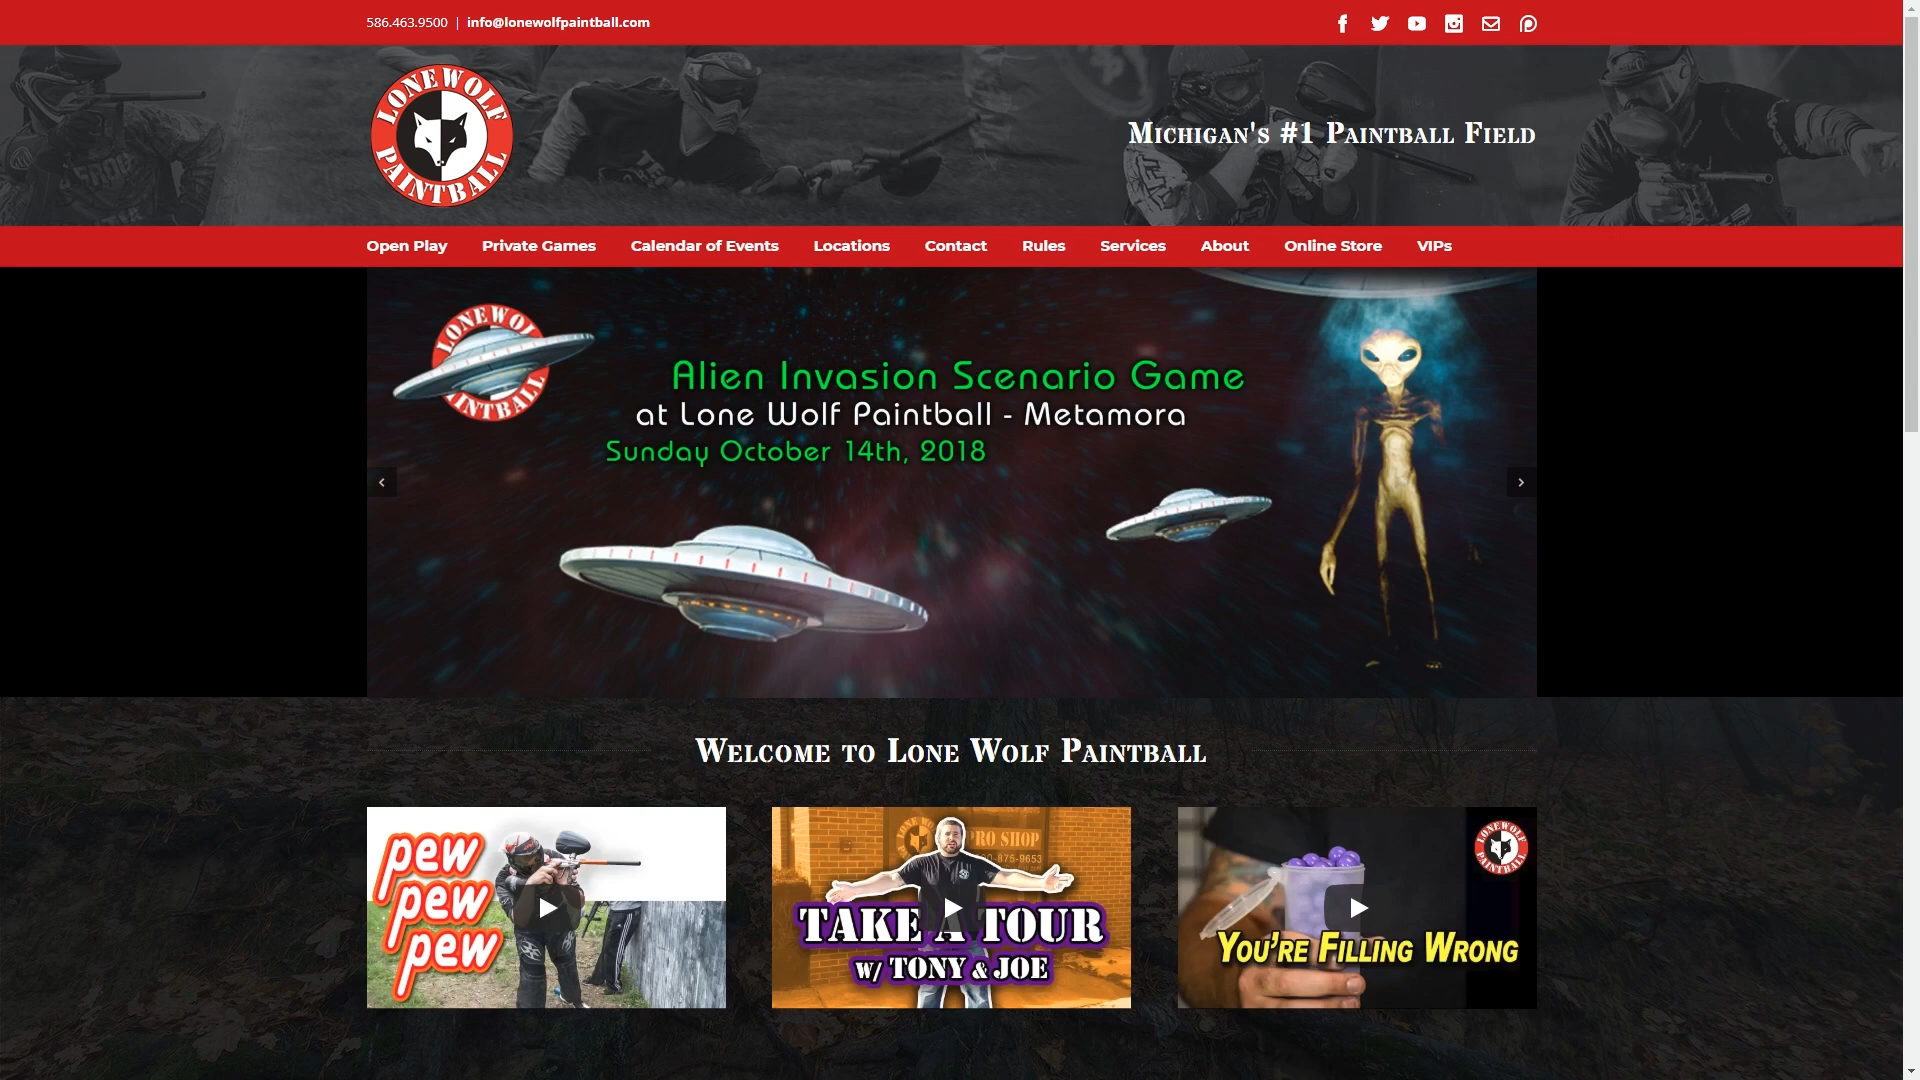 586.463.9500 | info@lonewolfpaintball.com
LONE WOLF PAINTBALL
Michigan's #1 Paintball Field
Open Play Private Games Calendar of Events Locations Contact Rules Services About Online Store VIPs
Alien Invasion Scenario Game
at Lone Wolf Paintball - Metamora
Sunday October 14th, 2018
Welcome to Lone Wolf Paintball
pew
pew
pew
PRO SHOP
TAKE A TOUR
W/ TONY & JOE
LONE WOLF PAINTBALL
You're Filling Wrong